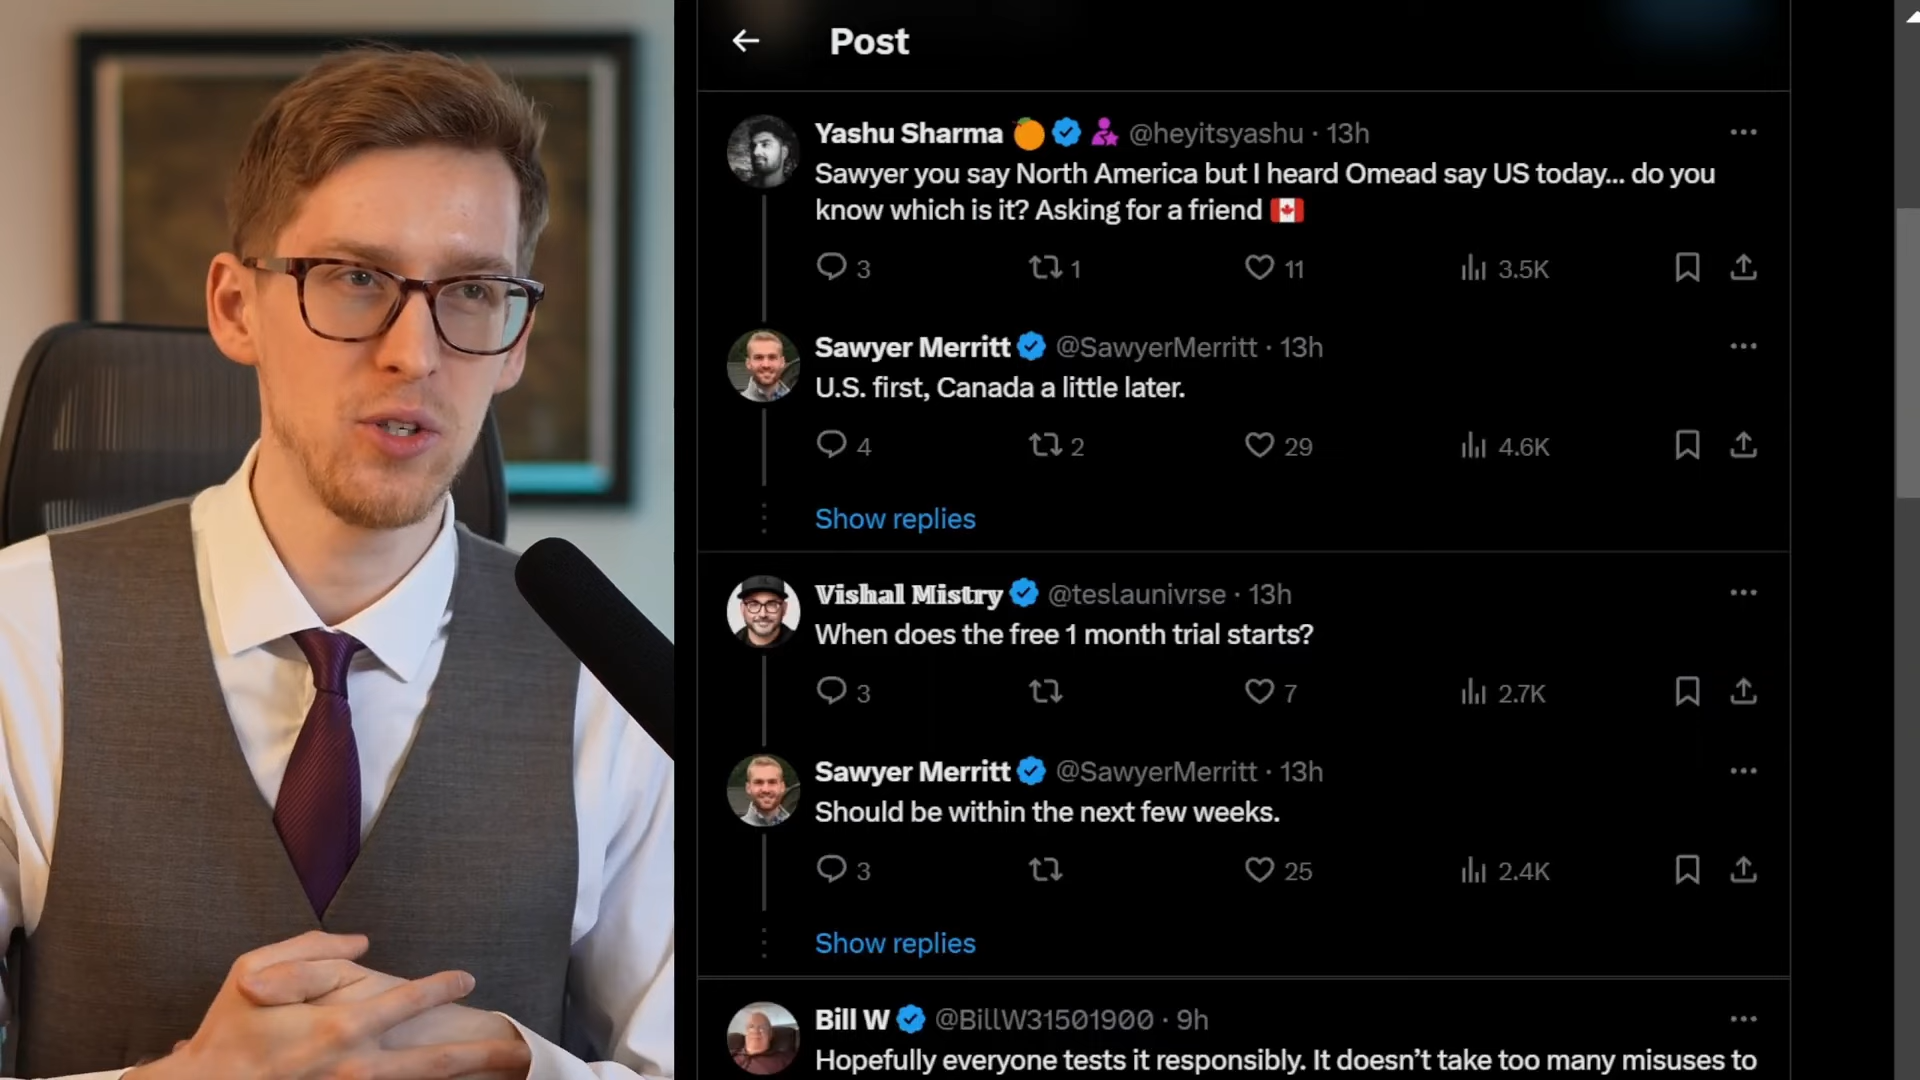 Post
Yashu Sharma @heyitsyashu · 13h
Sawyer you say North America but I heard Omead say US today... do you
know which is it? Asking for a friend 🇨🇦
3 1 11 3.5K
Sawyer Merritt @SawyerMerritt · 13h
U.S. first, Canada a little later.
4 2 29 4.6K
Show replies
Vishal Mistry @teslaunivrse · 13h
When does the free 1 month trial starts?
3 7 2.7K
Sawyer Merritt @SawyerMerritt · 13h
Should be within the next few weeks.
3 25 2.4K
Show replies
Bill W @BillW31501900 · 9h
Hopefully everyone tests it responsibly. It doesn't take too many misuses to